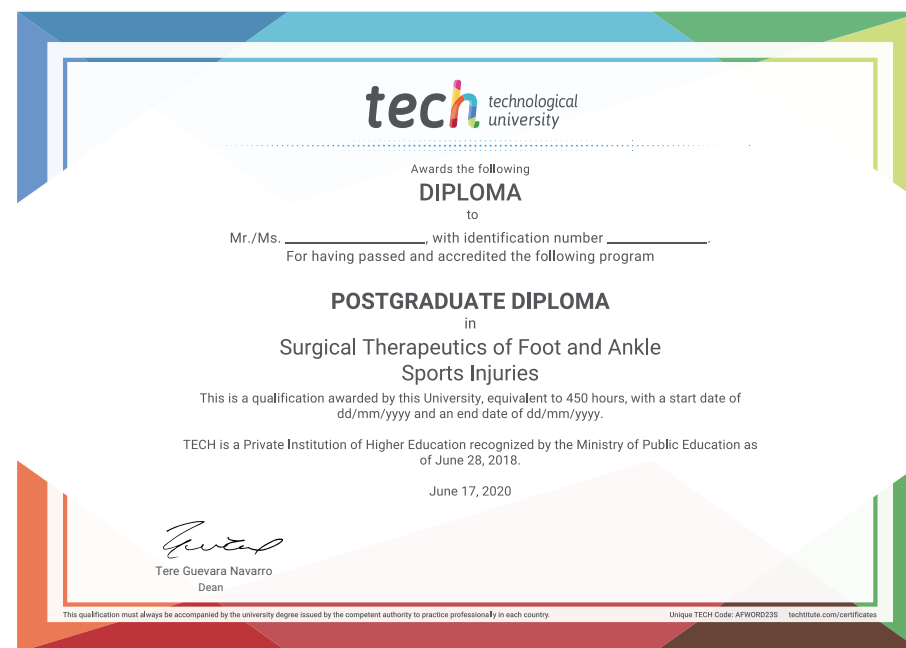 tech technological
university
Awards the following
DIPLOMA
to
Mr./Ms. ____________________, with identification number ______________.
For having passed and accredited the following program
POSTGRADUATE DIPLOMA
in
Surgical Therapeutics of Foot and Ankle
Sports Injuries
This is a qualification awarded by this University, equivalent to 450 hours, with a start date of
dd/mm/yyyy and an end date of dd/mm/yyyy.
TECH is a Private Institution of Higher Education recognized by the Ministry of Public Education as
of June 28, 2018.
June 17, 2020
Tere Guevara Navarro
Dean
This qualification must always be accompanied by the university degree issued by the competent authority to practice professionally in each country. Unique TECH Code: AFWORD23S techtitute.com/certificates